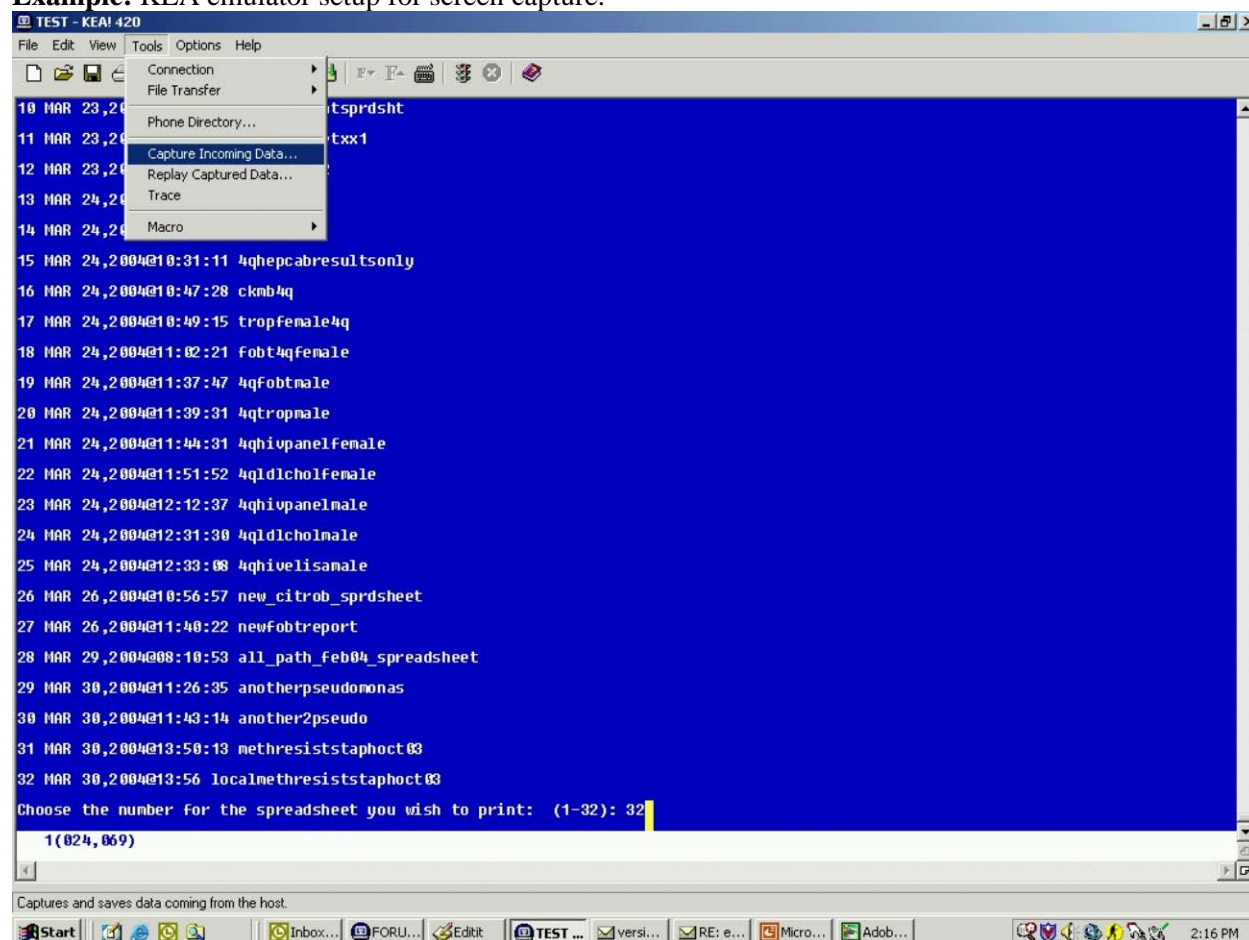 Example: KEA emulator setup for screen capture.
TEST - KEA! 420
File Edit View Tools Options Help
Connection
File Transfer
Phone Directory...
Capture Incoming Data...
Replay Captured Data...
Trace
Macro
10 MAR 23,20 tsprdsht
11 MAR 23,20 txx1
12 MAR 23,20
13 MAR 24,20
14 MAR 24,20
15 MAR 24,2004@10:31:11 4qhepcabresultsonly
16 MAR 24,2004@10:47:28 ckmb4q
17 MAR 24,2004@10:49:15 tropfemale4q
18 MAR 24,2004@11:02:21 fobt4qfemale
19 MAR 24,2004@11:37:47 4qfobtmale
20 MAR 24,2004@11:39:31 4qtropmale
21 MAR 24,2004@11:44:31 4qhivpanelfemale
22 MAR 24,2004@11:51:52 4qldlcholfemale
23 MAR 24,2004@12:12:37 4qhivpanelmale
24 MAR 24,2004@12:31:30 4qldlcholmale
25 MAR 24,2004@12:33:08 4qhivelisamale
26 MAR 26,2004@10:56:57 new_citrob_sprdsheet
27 MAR 26,2004@11:40:22 newfobtreport
28 MAR 29,2004@08:10:53 all_path_feb04_spreadsheet
29 MAR 30,2004@11:26:35 anotherpseudomonas
30 MAR 30,2004@11:43:14 another2pseudo
31 MAR 30,2004@13:50:13 methresiststaphoct03
32 MAR 30,2004@13:56 localmethresiststaphoct03
Choose the number for the spreadsheet you wish to print: (1-32): 32
1(024,069)
Captures and saves data coming from the host.
Start Inbox... FORU... Editit TEST ... versi... RE: e... Micro... Adob... 2:16 PM